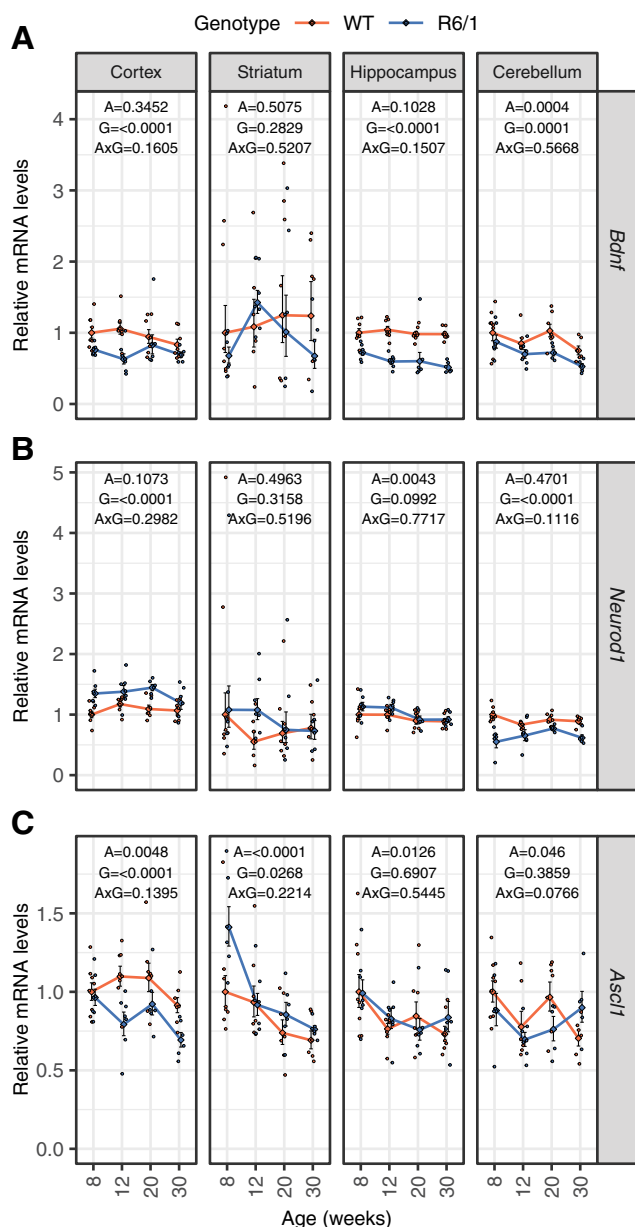 Genotype WT R6/1
A
Cortex Striatum Hippocampus Cerebellum
A=0.3452 A=0.5075 A=0.1028 A=0.0004
G=<0.0001 G=0.2829 G=<0.0001 G=0.0001
AxG=0.1605 AxG=0.5207 AxG=0.1507 AxG=0.5668
4
3
2
1
0
Relative mRNA levels
Bdnf
B
A=0.1073 A=0.4963 A=0.0043 A=0.4701
G=<0.0001 G=0.3158 G=0.0992 G=<0.0001
AxG=0.2982 AxG=0.5196 AxG=0.7717 AxG=0.1116
5
4
3
2
1
0
Relative mRNA levels
Neurod1
C
A=0.0048 A=<0.0001 A=0.0126 A=0.046
G=<0.0001 G=0.0268 G=0.6907 G=0.3859
AxG=0.1395 AxG=0.2214 AxG=0.5445 AxG=0.0766
1.5
1.0
0.5
0.0
Relative mRNA levels
Ascl1
8 12 20 30 8 12 20 30 8 12 20 30 8 12 20 30
Age (weeks)